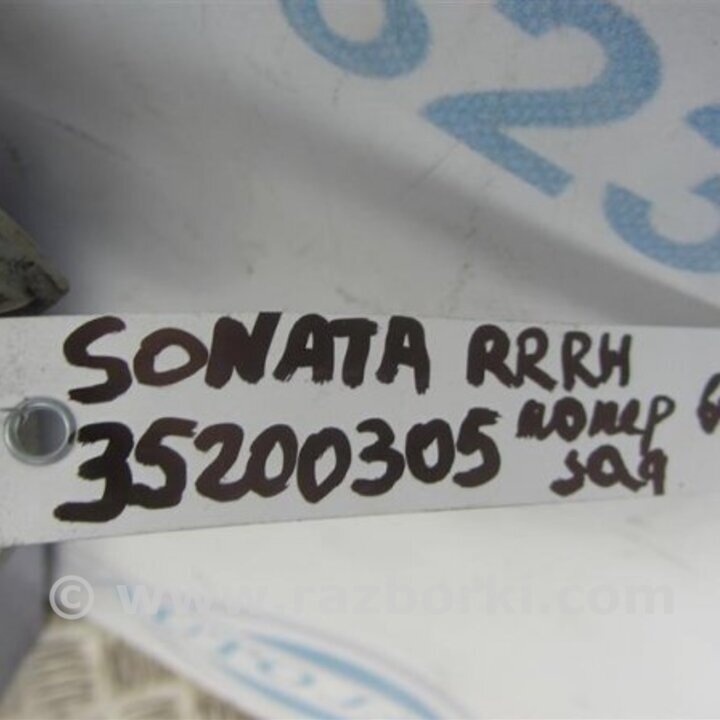 SONATA RRRH
35200305 попер
зад
© www.razborki.com